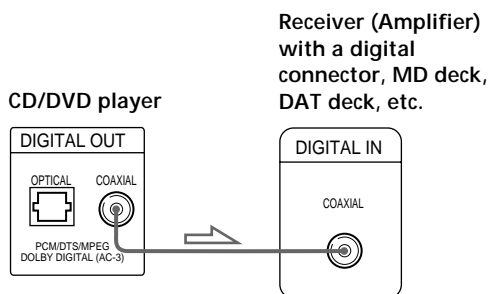 Receiver (Amplifier)
with a digital
connector, MD deck,
DAT deck, etc.
CD/DVD player
DIGITAL OUT
OPTICAL
COAXIAL
PCM/DTS/MPEG
DOLBY DIGITAL (AC-3)
DIGITAL IN
COAXIAL